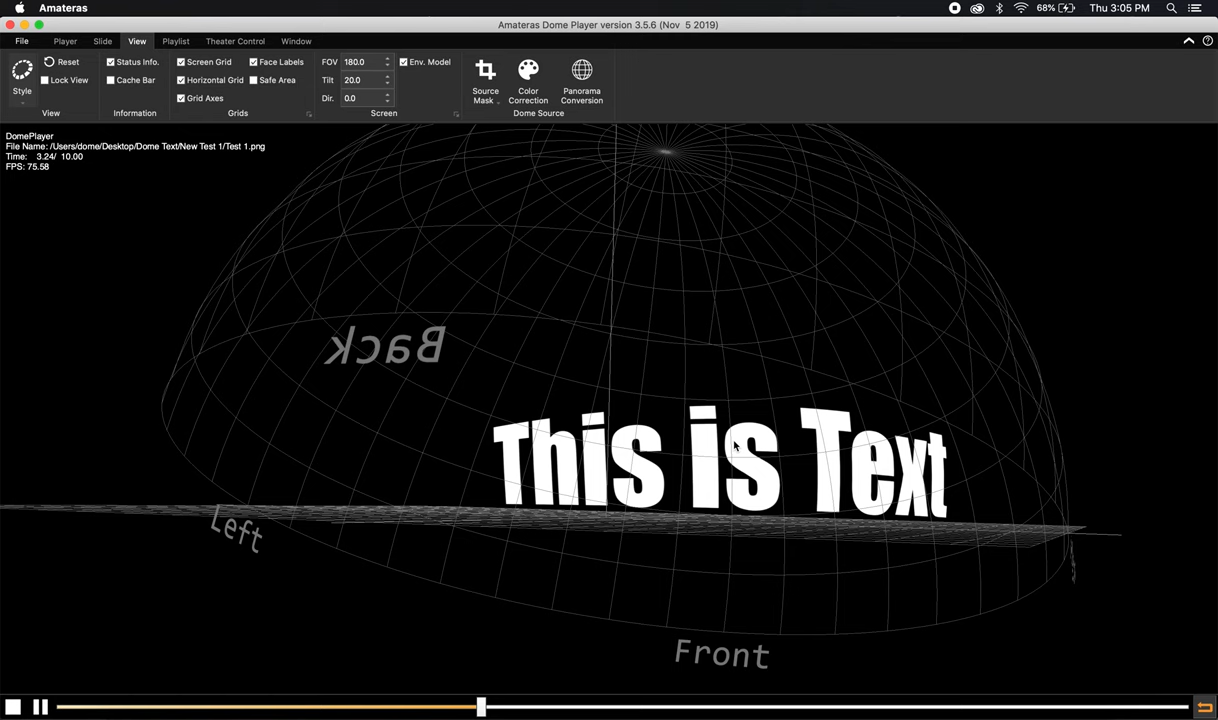 Amateras 68% Thu 3:05 PM
Amateras Dome Player version 3.5.6 (Nov 5 2019)
File Player Slide View Playlist Theater Control Window
Style
Reset
Lock View
View
Status Info.
Cache Bar
Information
Screen Grid Face Labels
Horizontal Grid Safe Area
Grid Axes
Grids
FOV 180.0 Env. Model
Tilt 20.0
Dir. 0.0
Screen
Source Mask
Color Correction
Panorama Conversion
Dome Source
DomePlayer
File Name: /Users/dome/Desktop/Dome Text/New Test 1/Test 1.png
Time: 3.24/ 10.00
FPS: 75.58
Back
This is Text
Left
Front